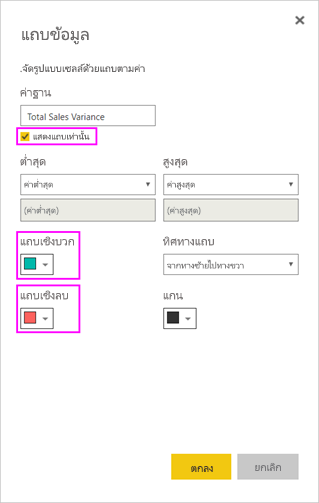 แถบข้อมูล
.จัดรูปแบบเซลล์ด้วยแถบตามค่า
ค่าฐาน
Total Sales Variance
แสดงแถบเท่านั้น
ต่ำสุด สูงสุด
ค่าต่ำสุด ค่าสูงสุด
(ค่าต่ำสุด) (ค่าสูงสุด)
แถบเชิงบวก ทิศทางแถบ
จากทางซ้ายไปทางขวา
แถบเชิงลบ แกน
ตกลง ยกเลิก